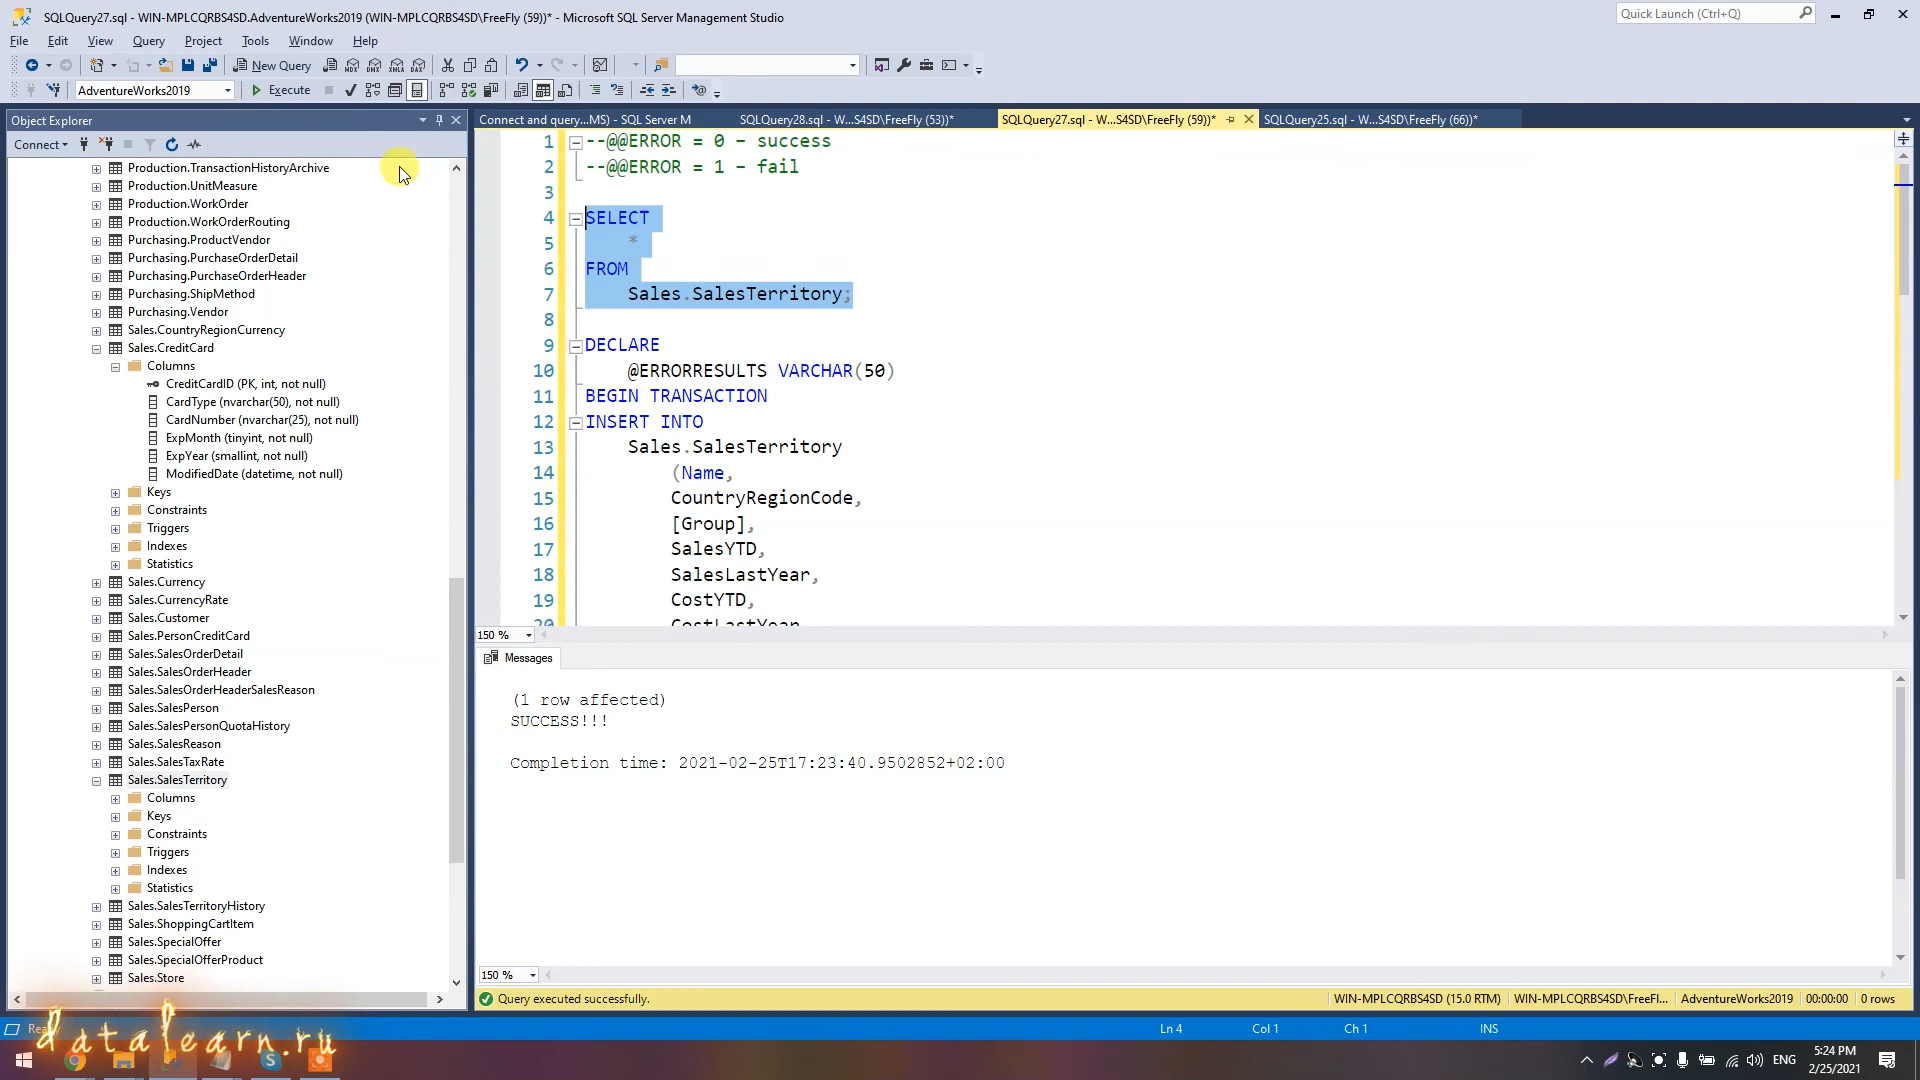 SQLQuery27.sql - WIN-MPLCQRBS4SD.AdventureWorks2019 (WIN-MPLCQRBS4SD\FreeFly (59))* - Microsoft SQL Server Management Studio
Quick Launch (Ctrl+Q)
File Edit View Query Project Tools Window Help
New Query
AdventureWorks2019 Execute
Object Explorer
Connect
Production.TransactionHistoryArchive
Production.UnitMeasure
Production.WorkOrder
Production.WorkOrderRouting
Purchasing.ProductVendor
Purchasing.PurchaseOrderDetail
Purchasing.PurchaseOrderHeader
Purchasing.ShipMethod
Purchasing.Vendor
Sales.CountryRegionCurrency
Sales.CreditCard
Columns
CreditCardID (PK, int, not null)
CardType (nvarchar(50), not null)
CardNumber (nvarchar(25), not null)
ExpMonth (tinyint, not null)
ExpYear (smallint, not null)
ModifiedDate (datetime, not null)
Keys
Constraints
Triggers
Indexes
Statistics
Sales.Currency
Sales.CurrencyRate
Sales.Customer
Sales.PersonCreditCard
Sales.SalesOrderDetail
Sales.SalesOrderHeader
Sales.SalesOrderHeaderSalesReason
Sales.SalesPerson
Sales.SalesPersonQuotaHistory
Sales.SalesReason
Sales.SalesTaxRate
Sales.SalesTerritory
Columns
Keys
Constraints
Triggers
Indexes
Statistics
Sales.SalesTerritoryHistory
Sales.ShoppingCartItem
Sales.SpecialOffer
Sales.SpecialOfferProduct
Sales.Store
Connect and query...MS) - SQL Server M SQLQuery28.sql - W...S4SD\FreeFly (53))* SQLQuery27.sql - W...S4SD\FreeFly (59))* SQLQuery25.sql - W...S4SD\FreeFly (66))*
1 --@@ERROR = 0 - success
2 --@@ERROR = 1 - fail
3
4 SELECT
5 *
6 FROM
7 Sales.SalesTerritory;
8
9 DECLARE
10 @ERRORRESULTS VARCHAR(50)
11 BEGIN TRANSACTION
12 INSERT INTO
13 Sales.SalesTerritory
14 (Name,
15 CountryRegionCode,
16 [Group],
17 SalesYTD,
18 SalesLastYear,
19 CostYTD,
20 CostLastYear
150 %
Messages
(1 row affected)
SUCCESS!!!
Completion time: 2021-02-25T17:23:40.9502852+02:00
150 %
Query executed successfully. WIN-MPLCQRBS4SD (15.0 RTM) WIN-MPLCQRBS4SD\FreeFl... AdventureWorks2019 00:00:00 0 rows
Ln 4 Col 1 Ch 1 INS
datalearn.ru
ENG
5:24 PM
2/25/2021